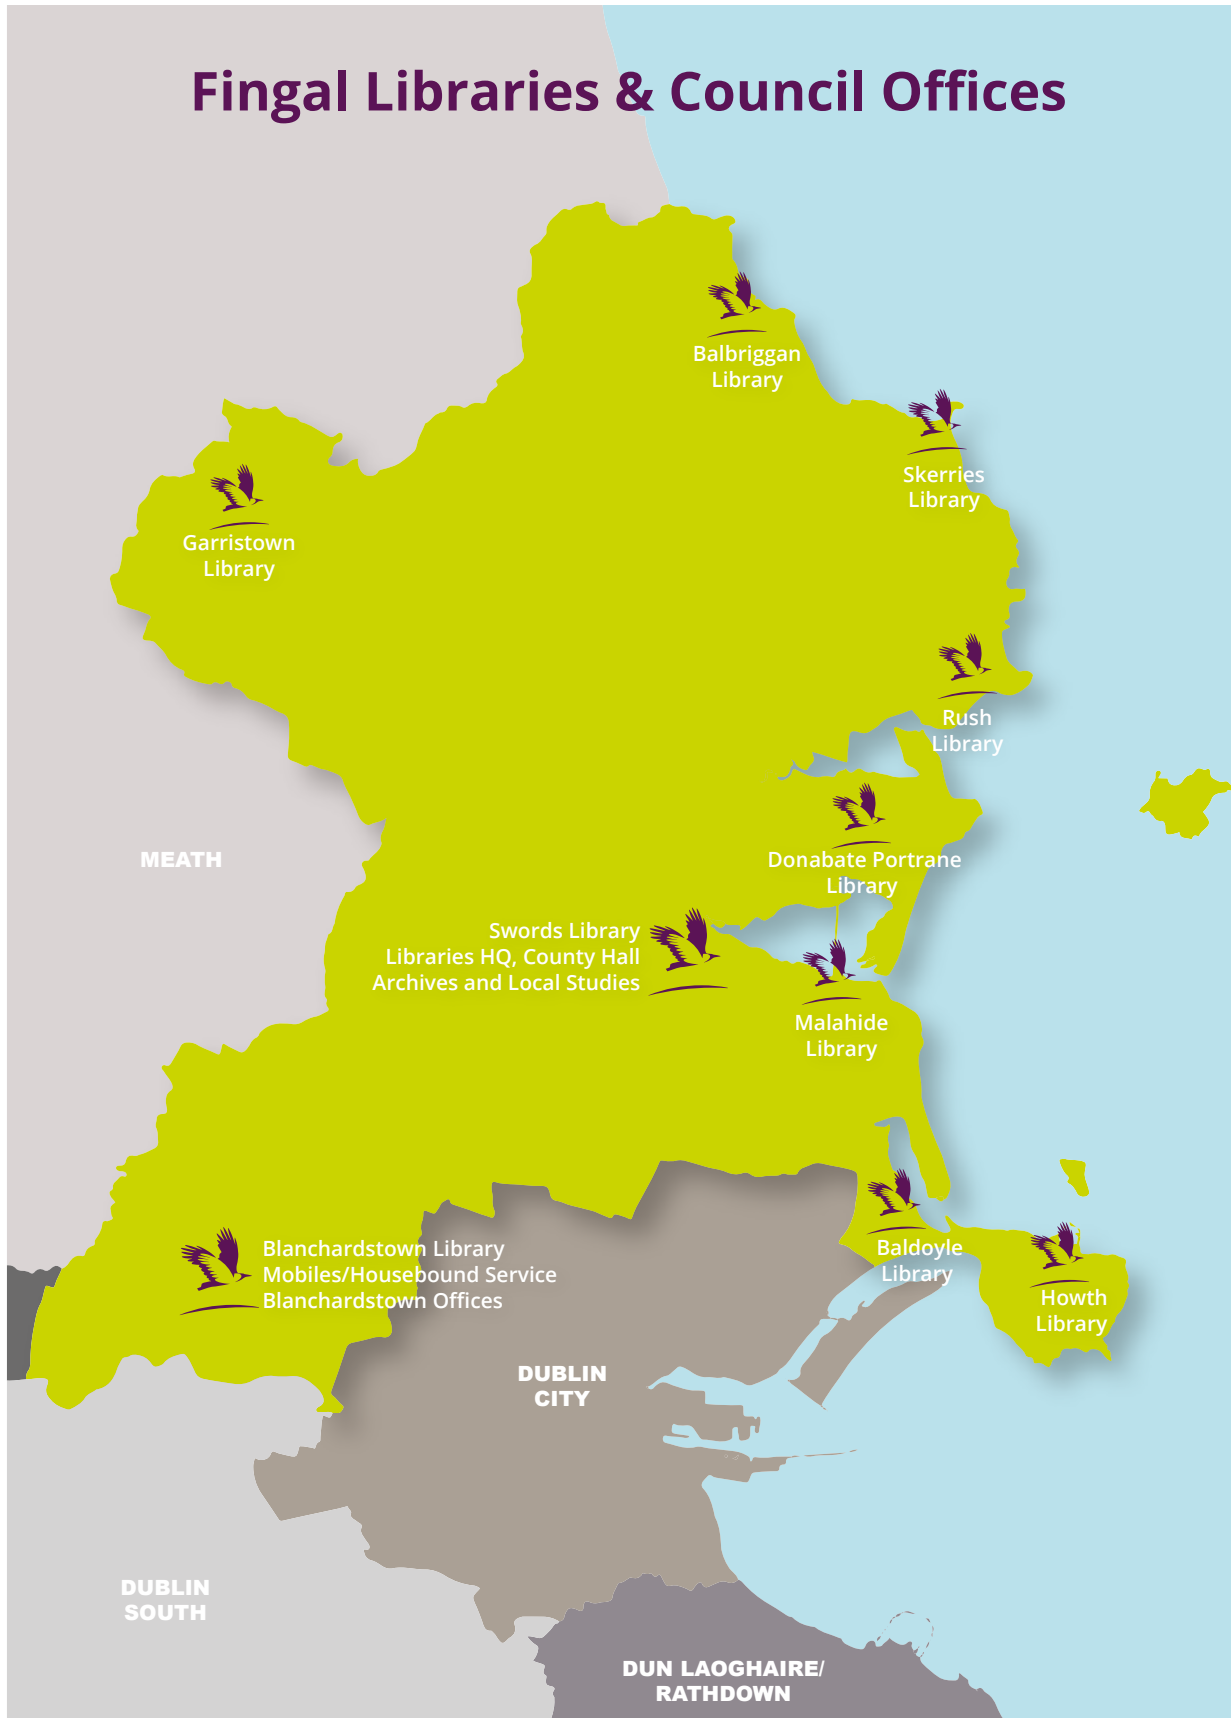 Fingal Libraries & Council Offices
Balbriggan
Library
Skerries
Library
Garristown
Library
Rush
Library
MEATH
Donabate Portrane
Library
Swords Library
Libraries HQ, County Hall
Archives and Local Studies
Malahide
Library
Blanchardstown Library
Mobiles/Housebound Service
Blanchardstown Offices
Baldoyle
Library
Howth
Library
DUBLIN
CITY
DUBLIN
SOUTH
DUN LAOGHAIRE/
RATHDOWN